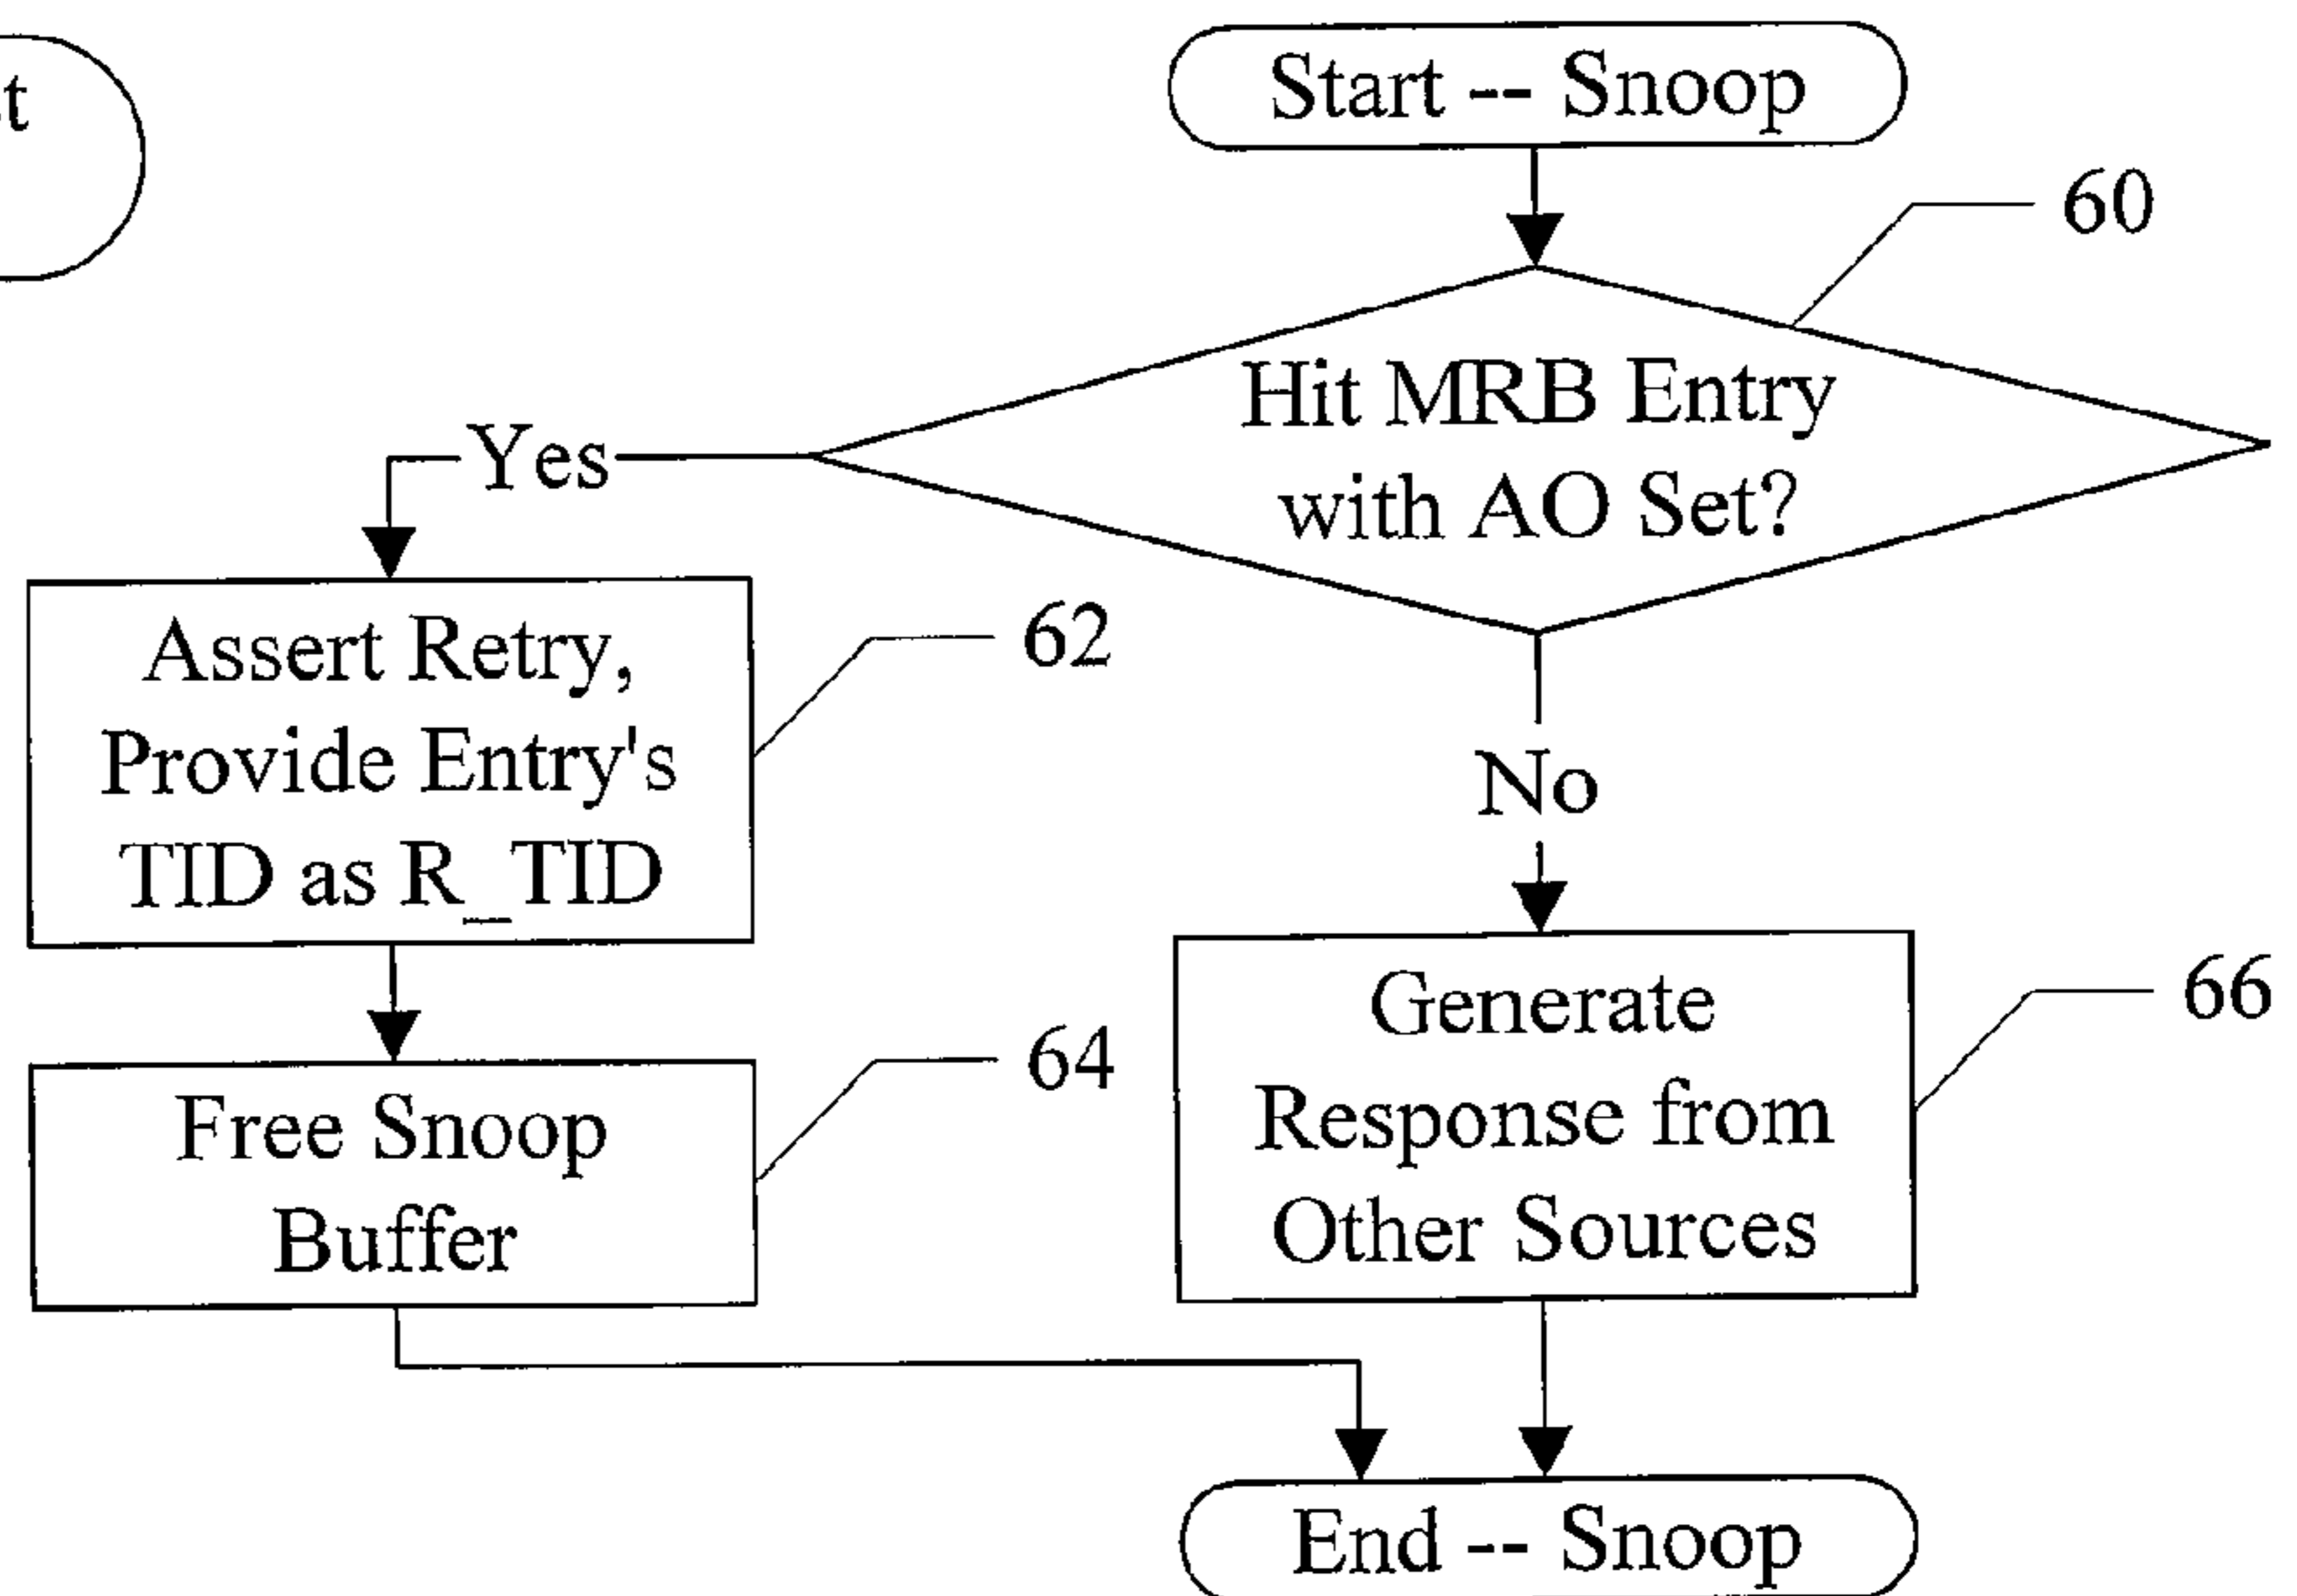 Start -- Snoop
60
Hit MRB Entry
with AO Set?
Yes
Assert Retry,
Provide Entry's
TID as R_TID
62
No
Free Snoop
Buffer
64
Generate
Response from
Other Sources
66
End -- Snoop